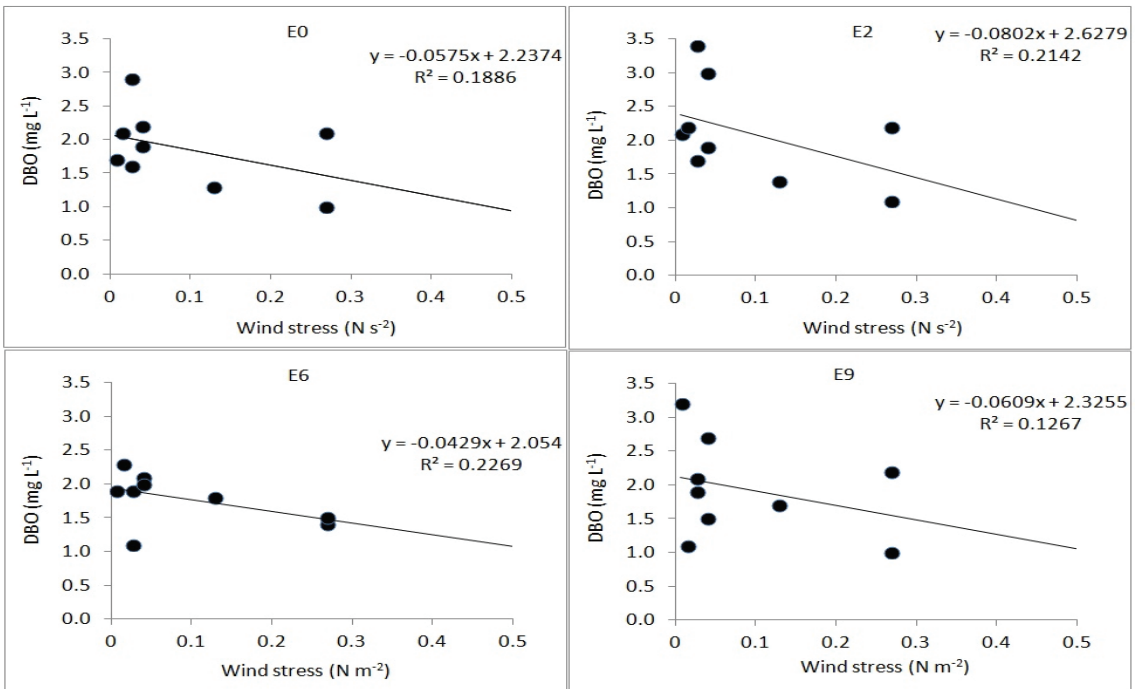 E0
y = -0.0575x + 2.2374
R² = 0.1886
DBO (mg L-1)
3.5
3.0
2.5
2.0
1.5
1.0
0.5
0.0
0 0.1 0.2 0.3 0.4 0.5
Wind stress (N s-2)
E2
y = -0.0802x + 2.6279
R² = 0.2142
DBO (mg L-1)
3.5
3.0
2.5
2.0
1.5
1.0
0.5
0.0
0 0.1 0.2 0.3 0.4 0.5
Wind stress (N s-2)
E6
y = -0.0429x + 2.054
R² = 0.2269
DBO (mg L-1)
3.5
3.0
2.5
2.0
1.5
1.0
0.5
0.0
0 0.1 0.2 0.3 0.4 0.5
Wind stress (N m-2)
E9
y = -0.0609x + 2.3255
R² = 0.1267
DBO (mg L-1)
3.5
3.0
2.5
2.0
1.5
1.0
0.5
0.0
0 0.1 0.2 0.3 0.4 0.5
Wind stress (N m-2)